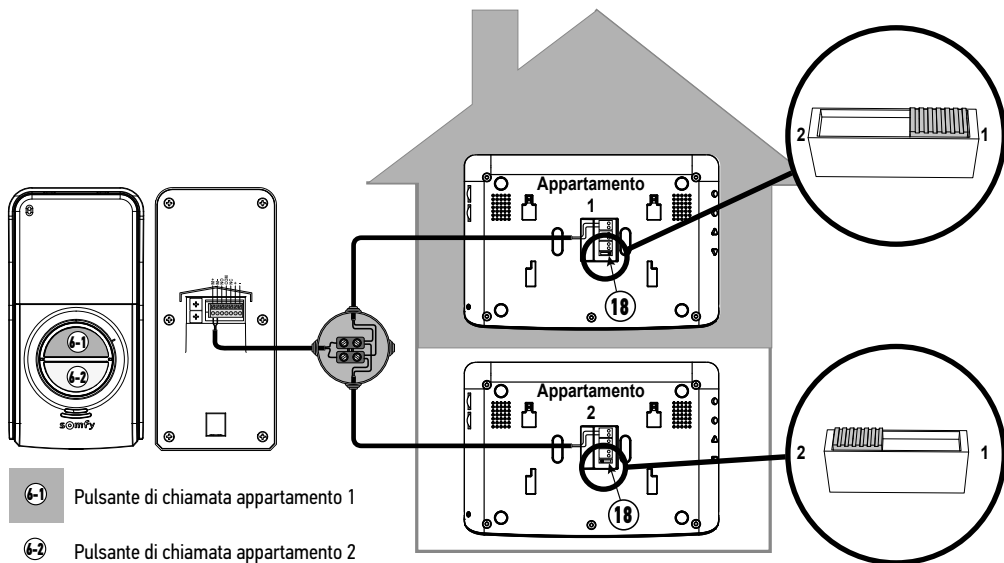 6-1
6-2
somfy
Appartamento
1
18
2
1
Appartamento
2
18
2
1
6-1 Pulsante di chiamata appartamento 1
6-2 Pulsante di chiamata appartamento 2